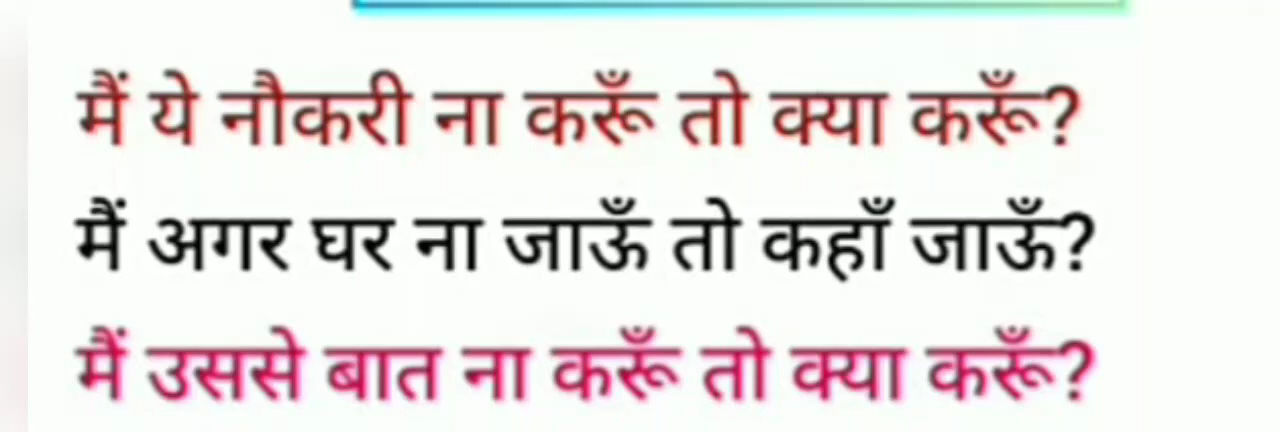 मैं ये नौकरी ना करूँ तो क्या करूँ?
मैं अगर घर ना जाऊँ तो कहाँ जाऊँ?
मैं उससे बात ना करूँ तो क्या करूँ?